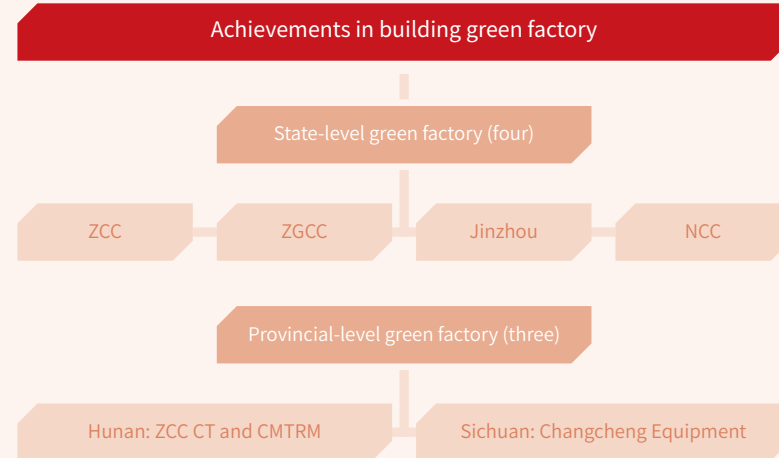 Achievements in building green factory
State-level green factory (four)
ZCC
ZGCC
Jinzhou
NCC
Provincial-level green factory (three)
Hunan: ZCC CT and CMTRM
Sichuan: Changcheng Equipment